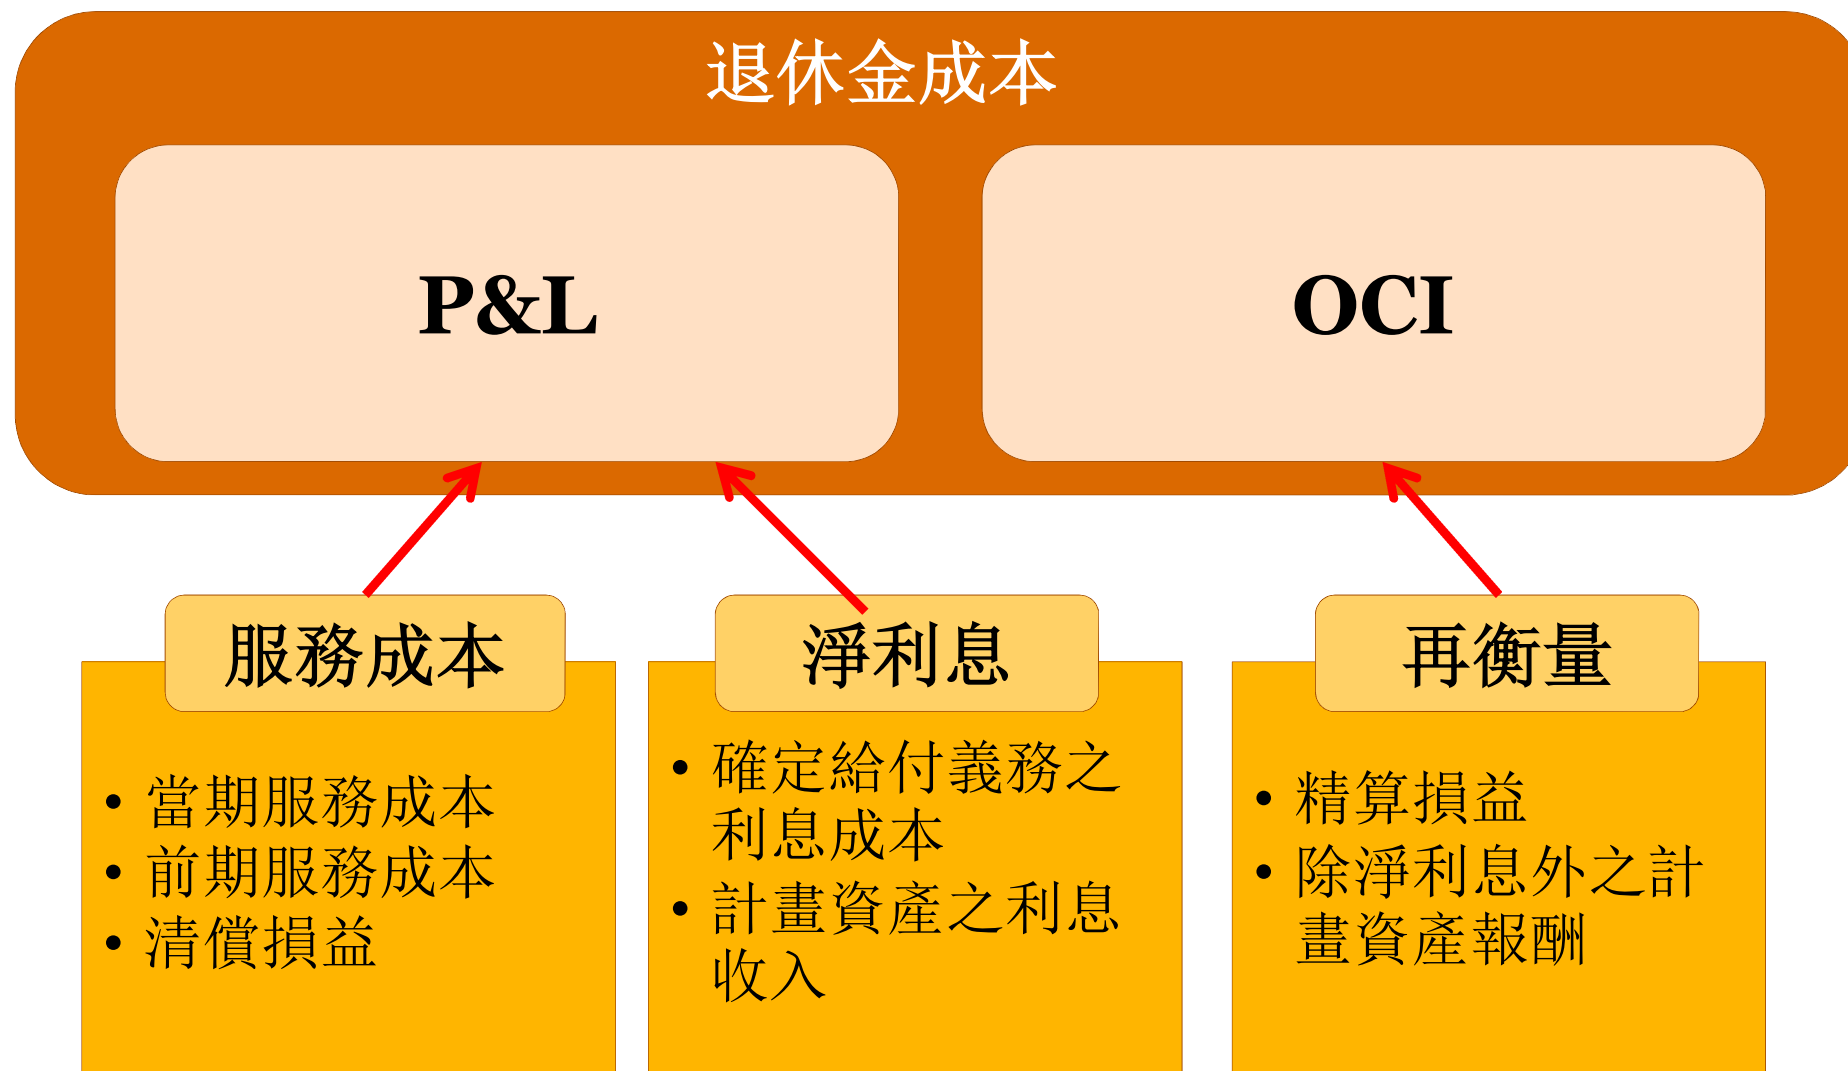 退休金成本
P&L
OCI
服務成本
• 當期服務成本
• 前期服務成本
• 清償損益
淨利息
• 確定給付義務之
利息成本
• 計畫資產之利息
收入
再衡量
• 精算損益
• 除淨利息外之計
畫資產報酬